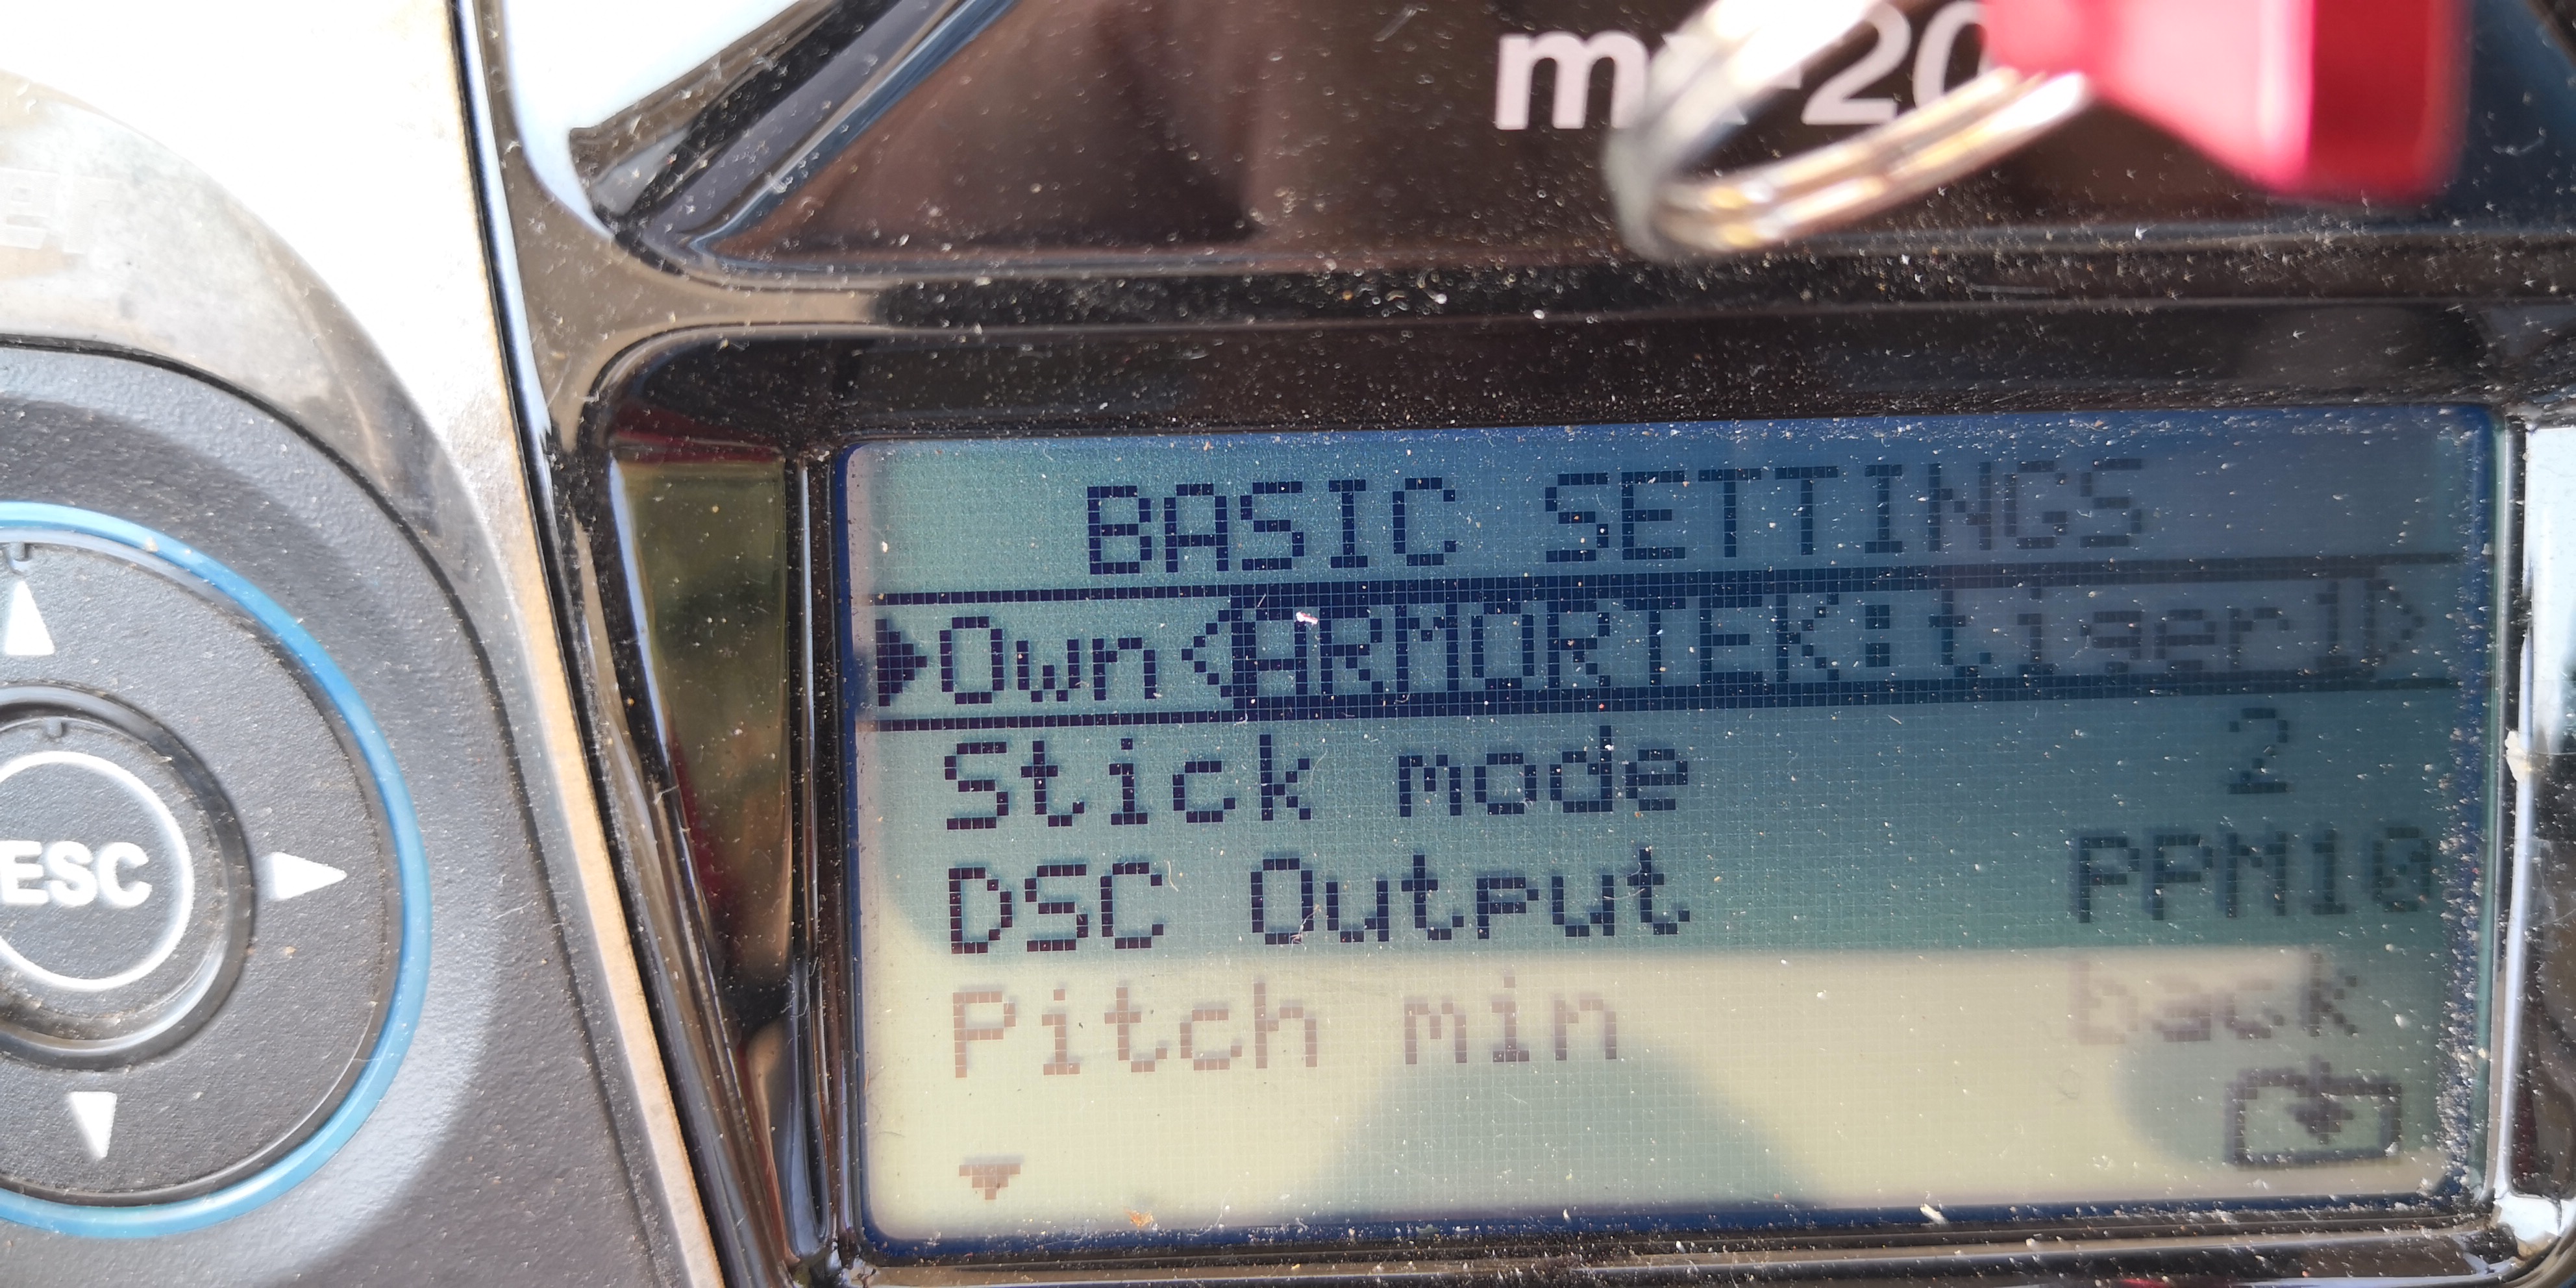 BASIC SETTINGS
Own<ARMORTEK:tiger1>
Stick mode 2
DSC Output PPM10
Pitch min back
ESC